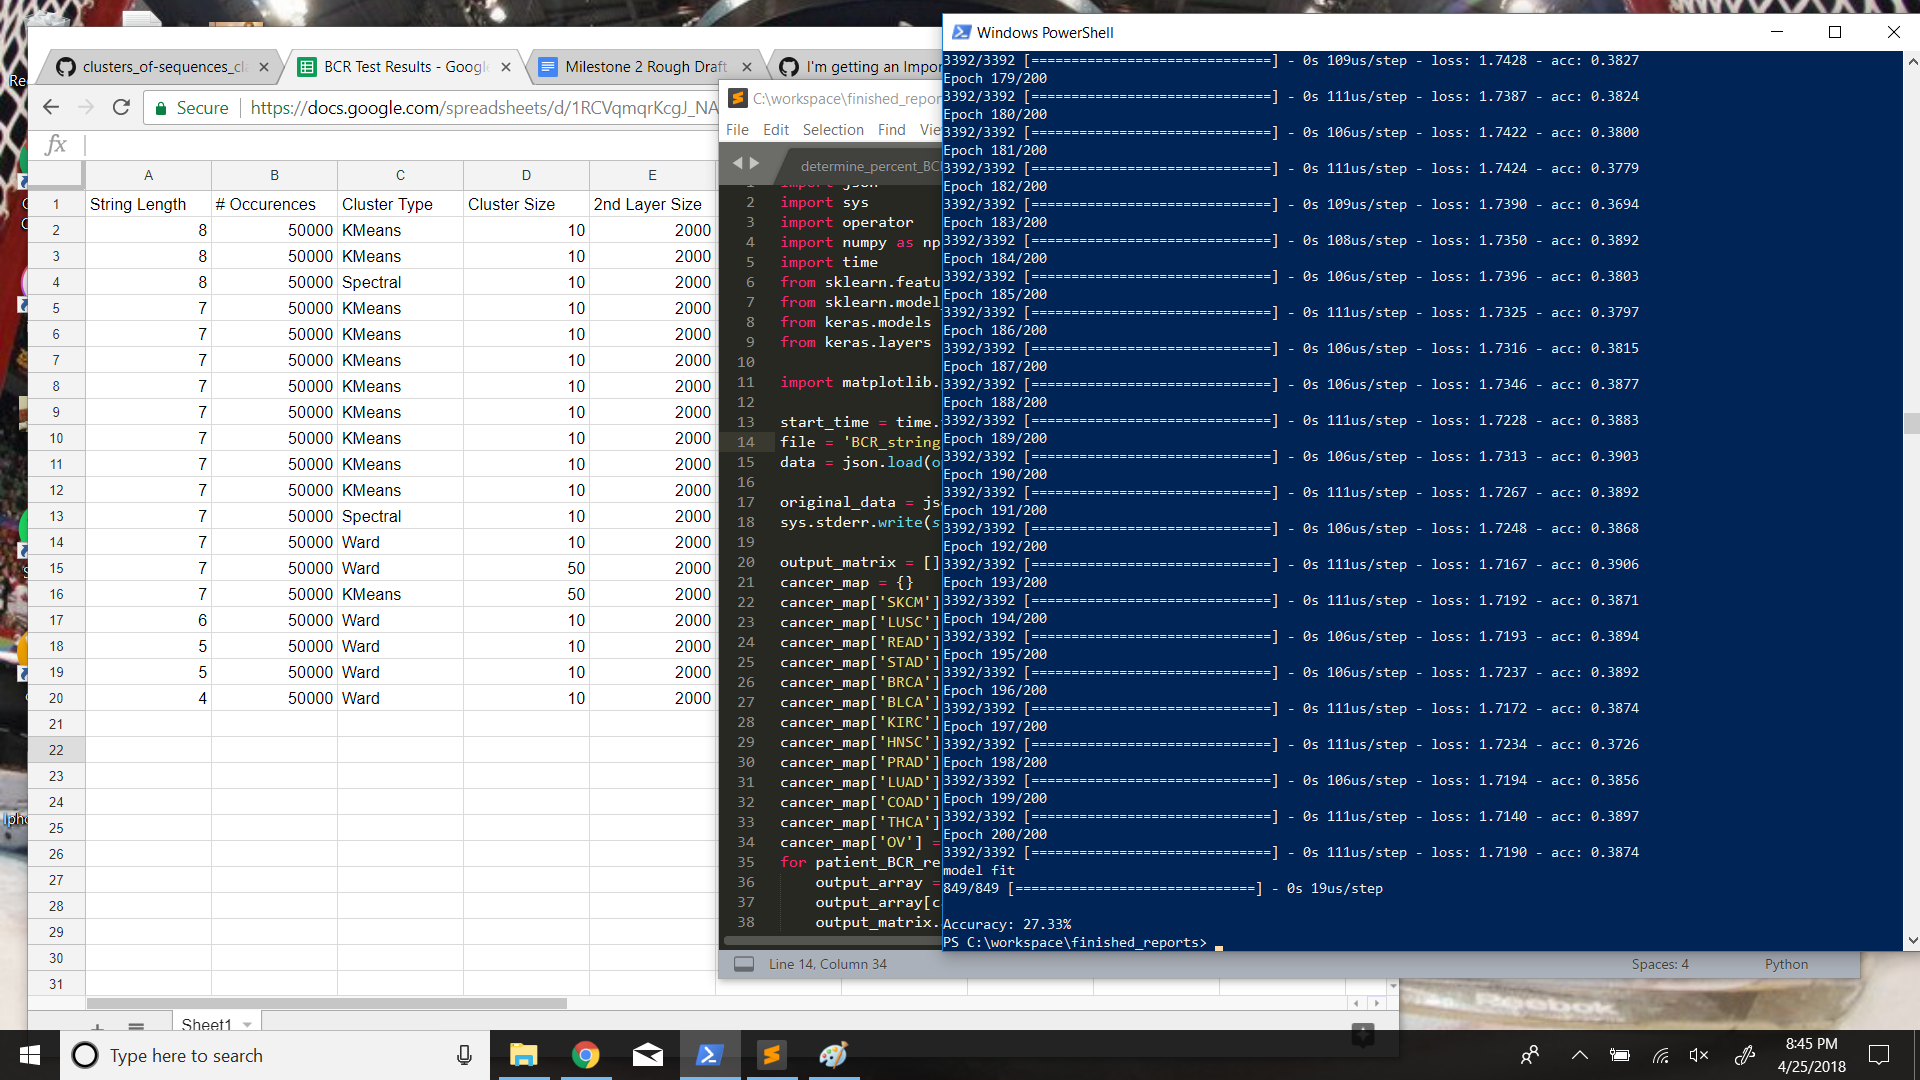 clusters_of-sequences_cl
BCR Test Results - Google
Milestone 2 Rough Draft
I'm getting an Impor
Secure
https://docs.google.com/spreadsheets/d/1RCVqmqrKcgJ_NA
fx
A B C D E
1 String Length # Occurences Cluster Type Cluster Size 2nd Layer Size
2 8 50000 KMeans 10 2000
3 8 50000 KMeans 10 2000
4 8 50000 Spectral 10 2000
5 7 50000 KMeans 10 2000
6 7 50000 KMeans 10 2000
7 7 50000 KMeans 10 2000
8 7 50000 KMeans 10 2000
9 7 50000 KMeans 10 2000
10 7 50000 KMeans 10 2000
11 7 50000 KMeans 10 2000
12 7 50000 KMeans 10 2000
13 7 50000 Spectral 10 2000
14 7 50000 Ward 10 2000
15 7 50000 Ward 50 2000
16 7 50000 KMeans 50 2000
17 6 50000 Ward 10 2000
18 5 50000 Ward 10 2000
19 5 50000 Ward 10 2000
20 4 50000 Ward 10 2000
21
22
23
24
25
26
27
28
29
30
31
Sheet1
C:\workspace\finished_repor
File Edit Selection Find Vie
determine_percent_BC
1 import json
2 import sys
3 import operator
4 import numpy as np
5 import time
6 from sklearn.featu
7 from sklearn.model
8 from keras.models
9 from keras.layers
10
11 import matplotlib.
12
13 start_time = time.
14 file = 'BCR_string
15 data = json.load(o
16
17 original_data = js
18 sys.stderr.write(s
19
20 output_matrix = []
21 cancer_map = {}
22 cancer_map['SKCM']
23 cancer_map['LUSC']
24 cancer_map['READ']
25 cancer_map['STAD']
26 cancer_map['BRCA']
27 cancer_map['BLCA']
28 cancer_map['KIRC']
29 cancer_map['HNSC']
30 cancer_map['PRAD']
31 cancer_map['LUAD']
32 cancer_map['COAD']
33 cancer_map['THCA']
34 cancer_map['OV'] =
35 for patient_BCR_re
36 output_array =
37 output_array[c
38 output_matrix.
Line 14, Column 34
Spaces: 4
Python
Windows PowerShell
3392/3392 [==============================] - 0s 109us/step - loss: 1.7428 - acc: 0.3827
Epoch 179/200
3392/3392 [==============================] - 0s 111us/step - loss: 1.7387 - acc: 0.3824
Epoch 180/200
3392/3392 [==============================] - 0s 106us/step - loss: 1.7422 - acc: 0.3800
Epoch 181/200
3392/3392 [==============================] - 0s 111us/step - loss: 1.7424 - acc: 0.3779
Epoch 182/200
3392/3392 [==============================] - 0s 109us/step - loss: 1.7390 - acc: 0.3694
Epoch 183/200
3392/3392 [==============================] - 0s 108us/step - loss: 1.7350 - acc: 0.3892
Epoch 184/200
3392/3392 [==============================] - 0s 106us/step - loss: 1.7396 - acc: 0.3803
Epoch 185/200
3392/3392 [==============================] - 0s 111us/step - loss: 1.7325 - acc: 0.3797
Epoch 186/200
3392/3392 [==============================] - 0s 106us/step - loss: 1.7316 - acc: 0.3815
Epoch 187/200
3392/3392 [==============================] - 0s 106us/step - loss: 1.7346 - acc: 0.3877
Epoch 188/200
3392/3392 [==============================] - 0s 111us/step - loss: 1.7228 - acc: 0.3883
Epoch 189/200
3392/3392 [==============================] - 0s 106us/step - loss: 1.7313 - acc: 0.3903
Epoch 190/200
3392/3392 [==============================] - 0s 111us/step - loss: 1.7267 - acc: 0.3892
Epoch 191/200
3392/3392 [==============================] - 0s 106us/step - loss: 1.7248 - acc: 0.3868
Epoch 192/200
3392/3392 [==============================] - 0s 111us/step - loss: 1.7167 - acc: 0.3906
Epoch 193/200
3392/3392 [==============================] - 0s 111us/step - loss: 1.7192 - acc: 0.3871
Epoch 194/200
3392/3392 [==============================] - 0s 106us/step - loss: 1.7193 - acc: 0.3894
Epoch 195/200
3392/3392 [==============================] - 0s 106us/step - loss: 1.7237 - acc: 0.3892
Epoch 196/200
3392/3392 [==============================] - 0s 111us/step - loss: 1.7172 - acc: 0.3874
Epoch 197/200
3392/3392 [==============================] - 0s 111us/step - loss: 1.7234 - acc: 0.3726
Epoch 198/200
3392/3392 [==============================] - 0s 106us/step - loss: 1.7194 - acc: 0.3856
Epoch 199/200
3392/3392 [==============================] - 0s 111us/step - loss: 1.7140 - acc: 0.3897
Epoch 200/200
3392/3392 [==============================] - 0s 111us/step - loss: 1.7190 - acc: 0.3874
model fit
849/849 [==============================] - 0s 19us/step
Accuracy: 27.33%
PS C:\workspace\finished_reports>
Reebok
Type here to search
8:45 PM
4/25/2018